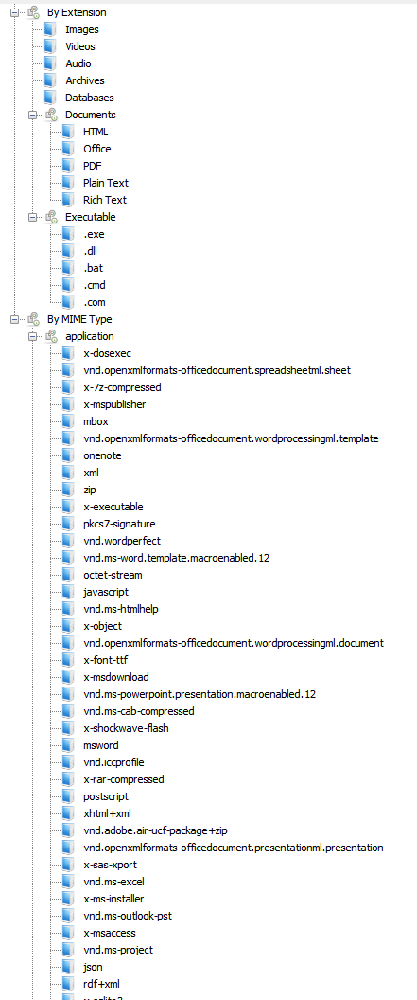 By Extension
Images
Videos
Audio
Archives
Databases
Documents
HTML
Office
PDF
Plain Text
Rich Text
Executable
.exe
.dll
.bat
.cmd
.com
By MIME Type
application
x-dosexec
vnd.openxmlformats-officedocument.spreadsheetml.sheet
x-7z-compressed
x-mspublisher
mbox
vnd.openxmlformats-officedocument.wordprocessingml.template
onenote
xml
zip
x-executable
pkcs7-signature
vnd.wordperfect
vnd.ms-word.template.macroenabled.12
octet-stream
javascript
vnd.ms-htmlhelp
x-object
vnd.openxmlformats-officedocument.wordprocessingml.document
x-font-ttf
x-msdownload
vnd.ms-powerpoint.presentation.macroenabled.12
vnd.ms-cab-compressed
x-shockwave-flash
msword
vnd.iccprofile
x-rar-compressed
postscript
xhtml+xml
vnd.adobe.air-ucf-package+zip
vnd.openxmlformats-officedocument.presentationml.presentation
x-sas-xport
vnd.ms-excel
x-ms-installer
vnd.ms-outlook-pst
x-msaccess
vnd.ms-project
json
rdf+xml